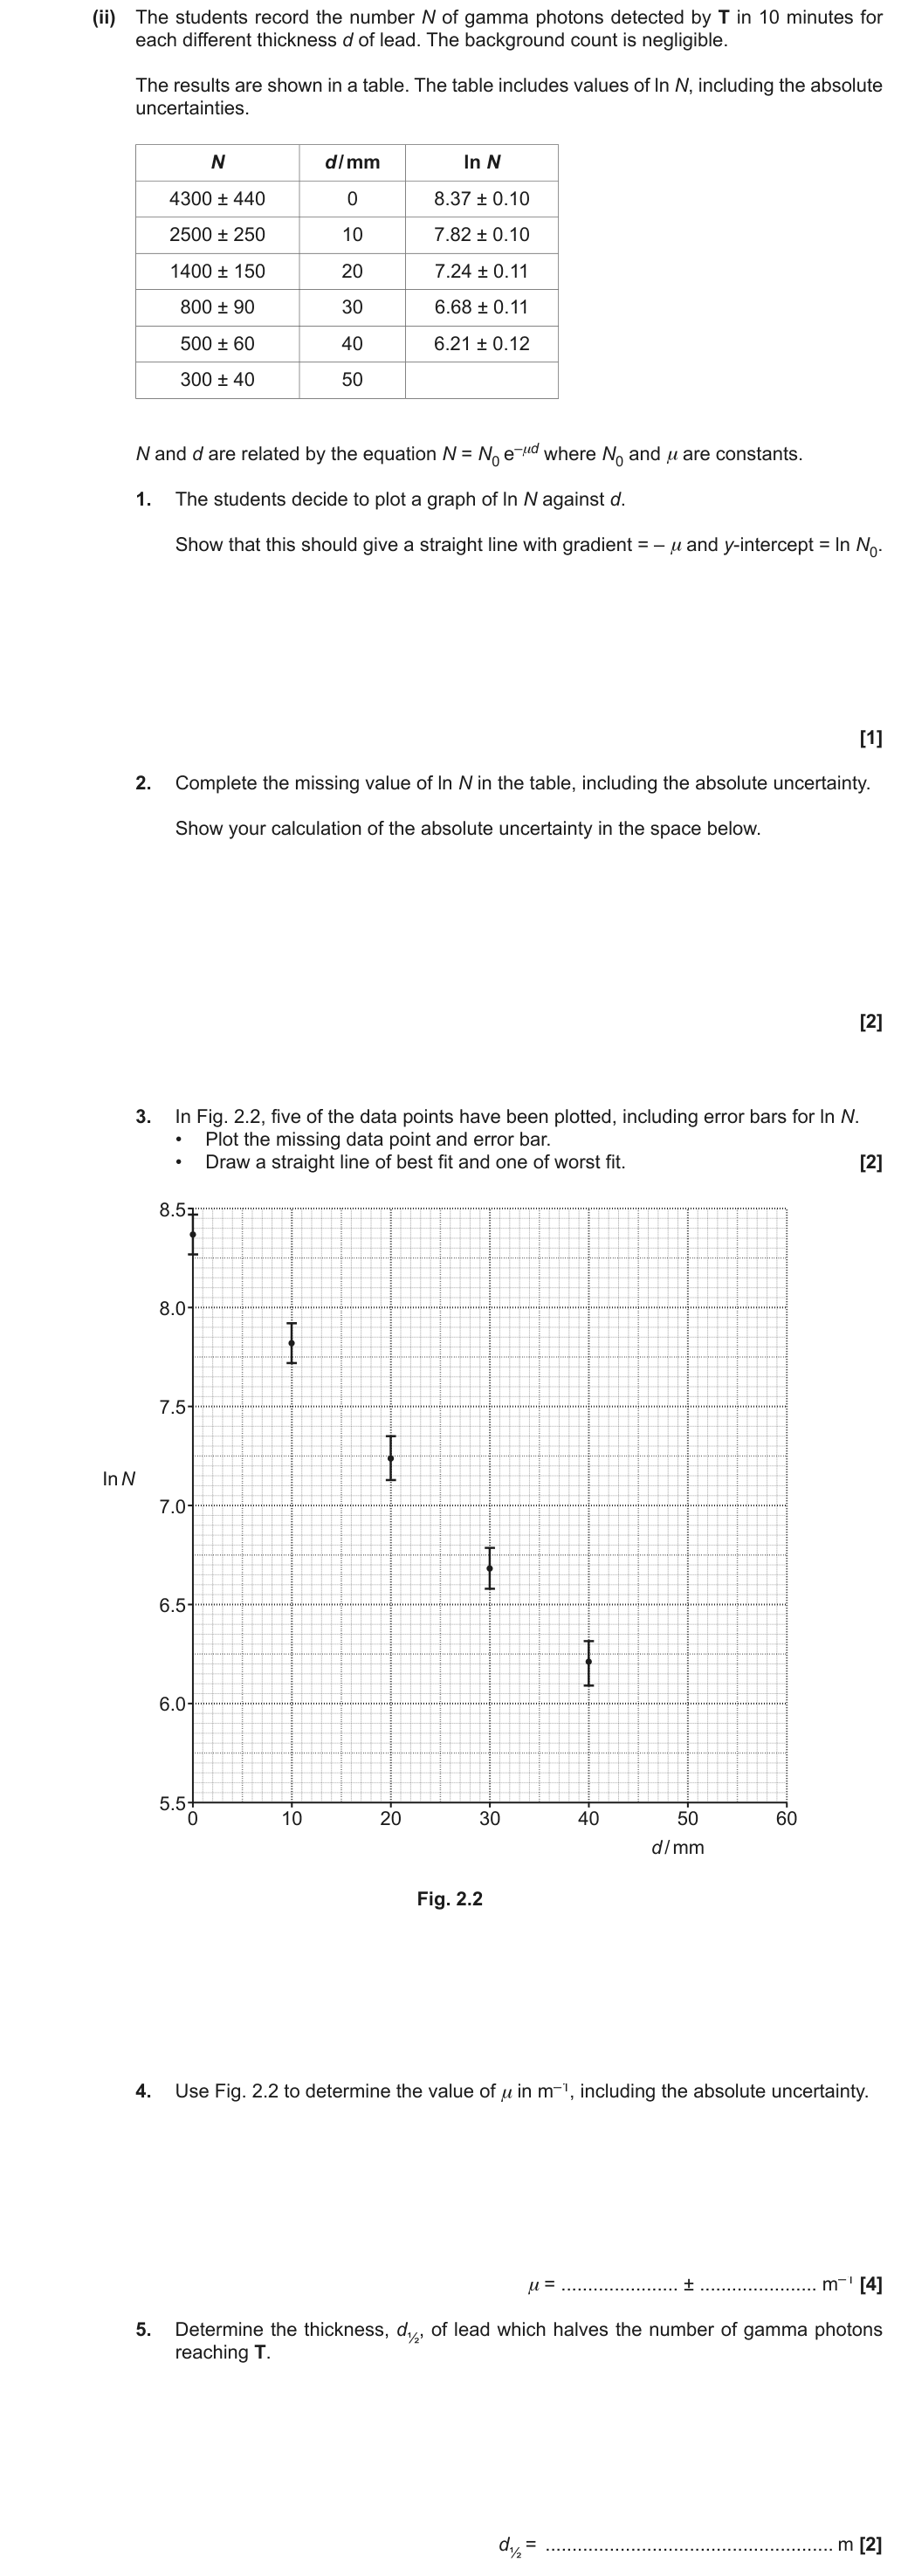 (ii) The students record the number N of gamma photons detected by T in 10 minutes for
each different thickness d of lead. The background count is negligible.
The results are shown in a table. The table includes values of ln N, including the absolute
uncertainties.
N d/mm ln N
4300 ± 440 0 8.37 ± 0.10
2500 ± 250 10 7.82 ± 0.10
1400 ± 150 20 7.24 ± 0.11
800 ± 90 30 6.68 ± 0.11
500 ± 60 40 6.21 ± 0.12
300 ± 40 50
N and d are related by the equation N = N₀ e^–μd where N₀ and μ are constants.
1. The students decide to plot a graph of ln N against d.
Show that this should give a straight line with gradient = – μ and y-intercept = ln N₀.
[1]
2. Complete the missing value of ln N in the table, including the absolute uncertainty.
Show your calculation of the absolute uncertainty in the space below.
[2]
3. In Fig. 2.2, five of the data points have been plotted, including error bars for ln N.
• Plot the missing data point and error bar.
• Draw a straight line of best fit and one of worst fit. [2]
8.5
8.0
7.5
ln N
7.0
6.5
6.0
5.5
0 10 20 30 40 50 60
d/mm
Fig. 2.2
4. Use Fig. 2.2 to determine the value of μ in m⁻¹, including the absolute uncertainty.
μ = ...................... ± ...................... m⁻¹ [4]
5. Determine the thickness, d½, of lead which halves the number of gamma photons
reaching T.
d½ = ...................................................... m [2]